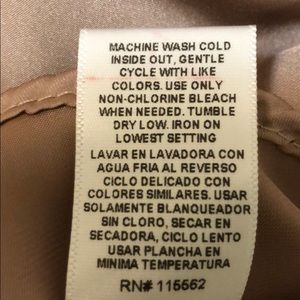 MACHINE WASH COLD
INSIDE OUT, GENTLE
CYCLE WITH LIKE
COLORS. USE ONLY
NON-CHLORINE BLEACH
WHEN NEEDED. TUMBLE
DRY LOW. IRON ON
LOWEST SETTING
LAVAR EN LAVADORA CON
AGUA FRIA AL REVERSO
CICLO DELICADO CON
COLORES SIMILARES. USAR
SOLAMENTE BLANQUEADOR
SIN CLORO, SECAR EN
SECADORA, CICLO LENTO
USAR PLANCHA EN
MINIMA TEMPERATURA
RN# 115562